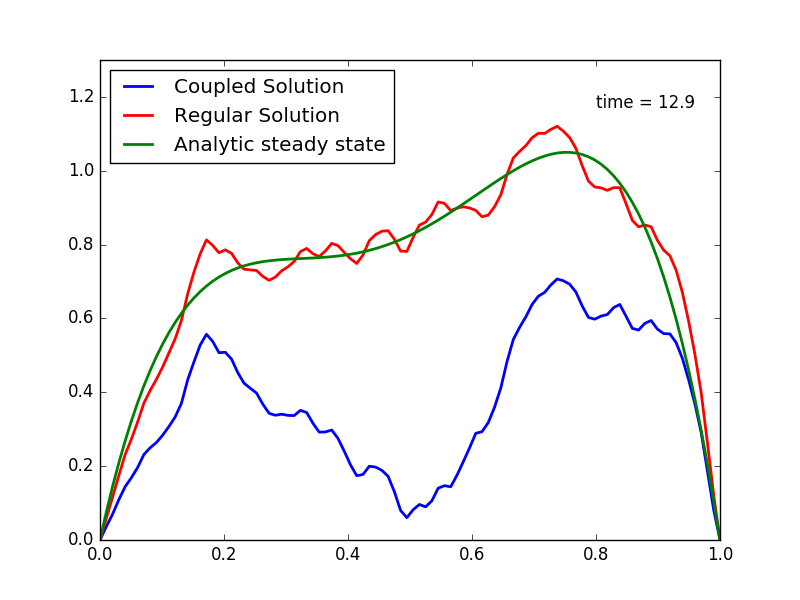 Coupled Solution
Regular Solution
Analytic steady state
time = 12.9
1.2
1.0
0.8
0.6
0.4
0.2
0.0
0.0 0.2 0.4 0.6 0.8 1.0